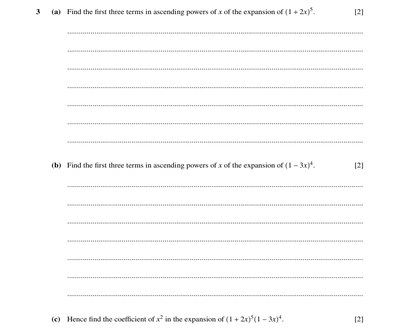 3 (a) Find the first three terms in ascending powers of x of the expansion of (1 + 2x)⁵. [2]
(b) Find the first three terms in ascending powers of x of the expansion of (1 − 3x)⁴. [2]
(c) Hence find the coefficient of x² in the expansion of (1 + 2x)⁵(1 − 3x)⁴. [2]